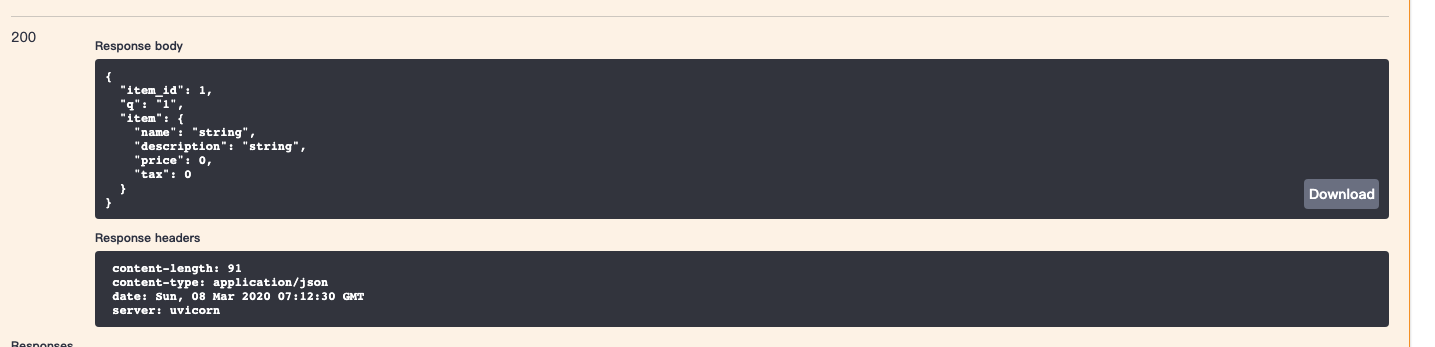 200
Response body
{
"item_id": 1,
"q": "1",
"item": {
"name": "string",
"description": "string",
"price": 0,
"tax": 0
}
}
Download
Response headers
content-length: 91
content-type: application/json
date: Sun, 08 Mar 2020 07:12:30 GMT
server: uvicorn
Responses